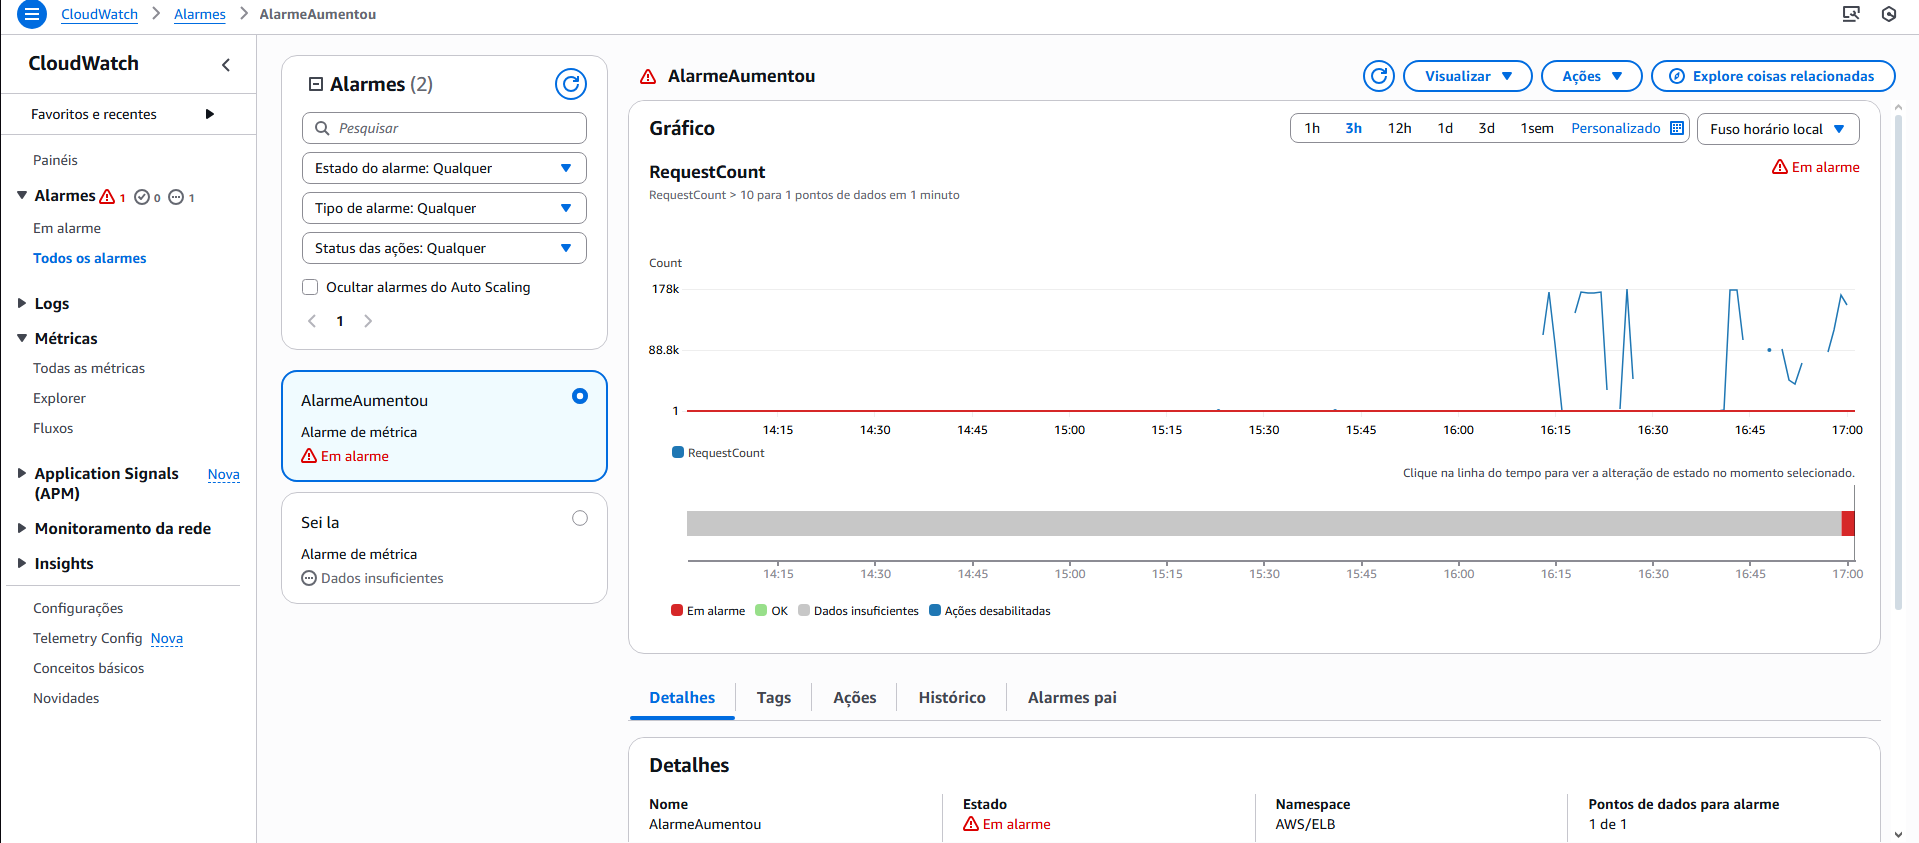 CloudWatch > Alarmes > AlarmeAumentou
CloudWatch
Favoritos e recentes
Painéis
Alarmes 1 0 1
Em alarme
Todos os alarmes
Logs
Métricas
Todas as métricas
Explorer
Fluxos
Application Signals Nova
(APM)
Monitoramento da rede
Insights
Configurações
Telemetry Config Nova
Conceitos básicos
Novidades
Alarmes (2)
Pesquisar
Estado do alarme: Qualquer
Tipo de alarme: Qualquer
Status das ações: Qualquer
Ocultar alarmes do Auto Scaling
1
AlarmeAumentou
Alarme de métrica
Em alarme
Sei la
Alarme de métrica
Dados insuficientes
AlarmeAumentou
Visualizar
Ações
Explore coisas relacionadas
Gráfico
1h 3h 12h 1d 3d 1sem Personalizado
Fuso horário local
RequestCount
Em alarme
RequestCount > 10 para 1 pontos de dados em 1 minuto
Count
178k
88.8k
1
14:15 14:30 14:45 15:00 15:15 15:30 15:45 16:00 16:15 16:30 16:45 17:00
RequestCount
Clique na linha do tempo para ver a alteração de estado no momento selecionado.
14:15 14:30 14:45 15:00 15:15 15:30 15:45 16:00 16:15 16:30 16:45 17:00
Em alarme OK Dados insuficientes Ações desabilitadas
Detalhes Tags Ações Histórico Alarmes pai
Detalhes
Nome
AlarmeAumentou
Estado
Em alarme
Namespace
AWS/ELB
Pontos de dados para alarme
1 de 1